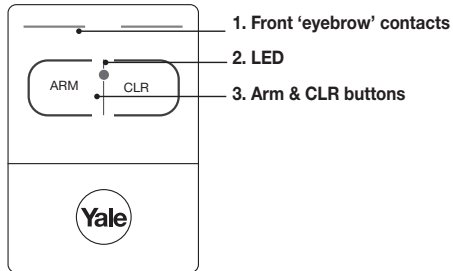 1. Front ‘eyebrow’ contacts
2. LED
ARM
CLR
3. Arm & CLR buttons
Yale